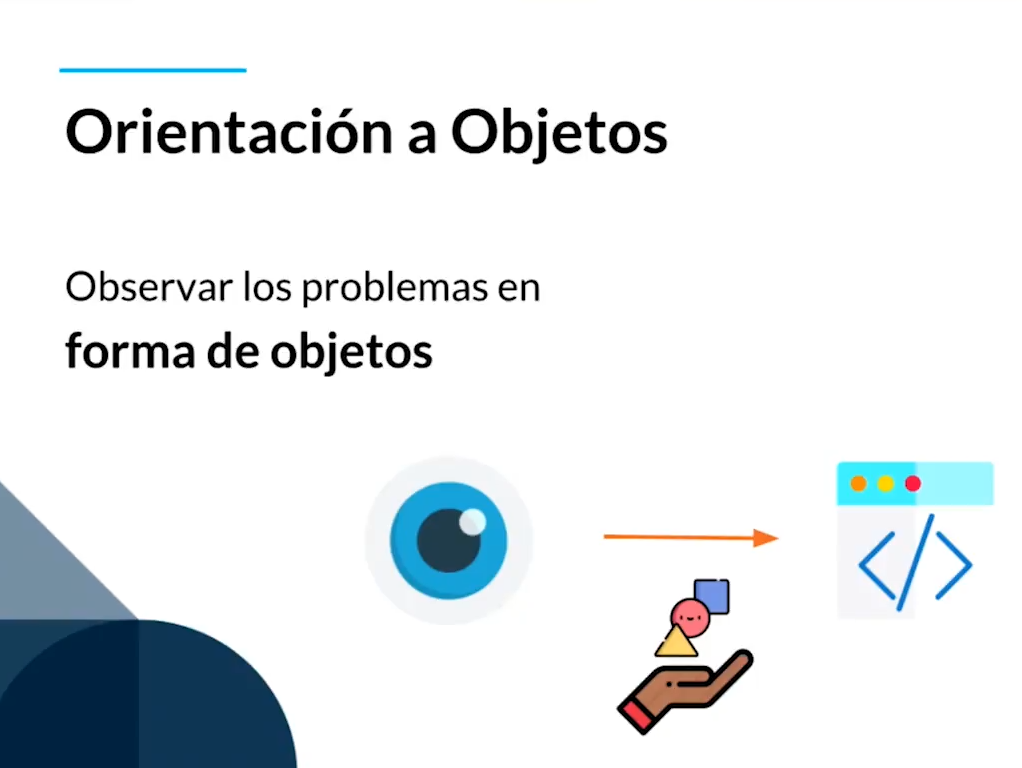 Orientación a Objetos
Observar los problemas en
forma de objetos